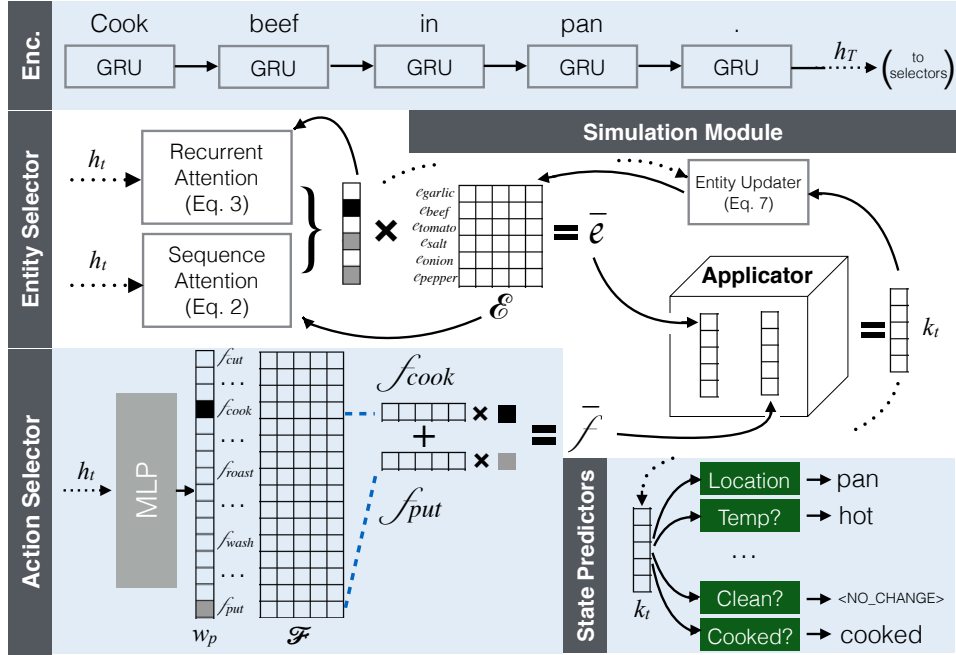 Enc.
Cook beef in pan .
GRU GRU GRU GRU GRU
h_T
(to selectors)
Entity Selector
Simulation Module
h_t
Recurrent
Attention
(Eq. 3)
h_t
Sequence
Attention
(Eq. 2)
}
×
e_garlic
e_beef
e_tomato
e_salt
e_onion
e_pepper
ℰ
= e̅
Entity Updater
(Eq. 7)
Applicator
= k_t
Action Selector
h_t
MLP
f_cut
...
f_cook
...
f_roast
...
f_wash
...
f_put
w_p
ℱ
f_cook
×
+
×
f_put
= f̅
State Predictors
k_t
Location pan
Temp? hot
...
Clean? <NO_CHANGE>
Cooked? cooked